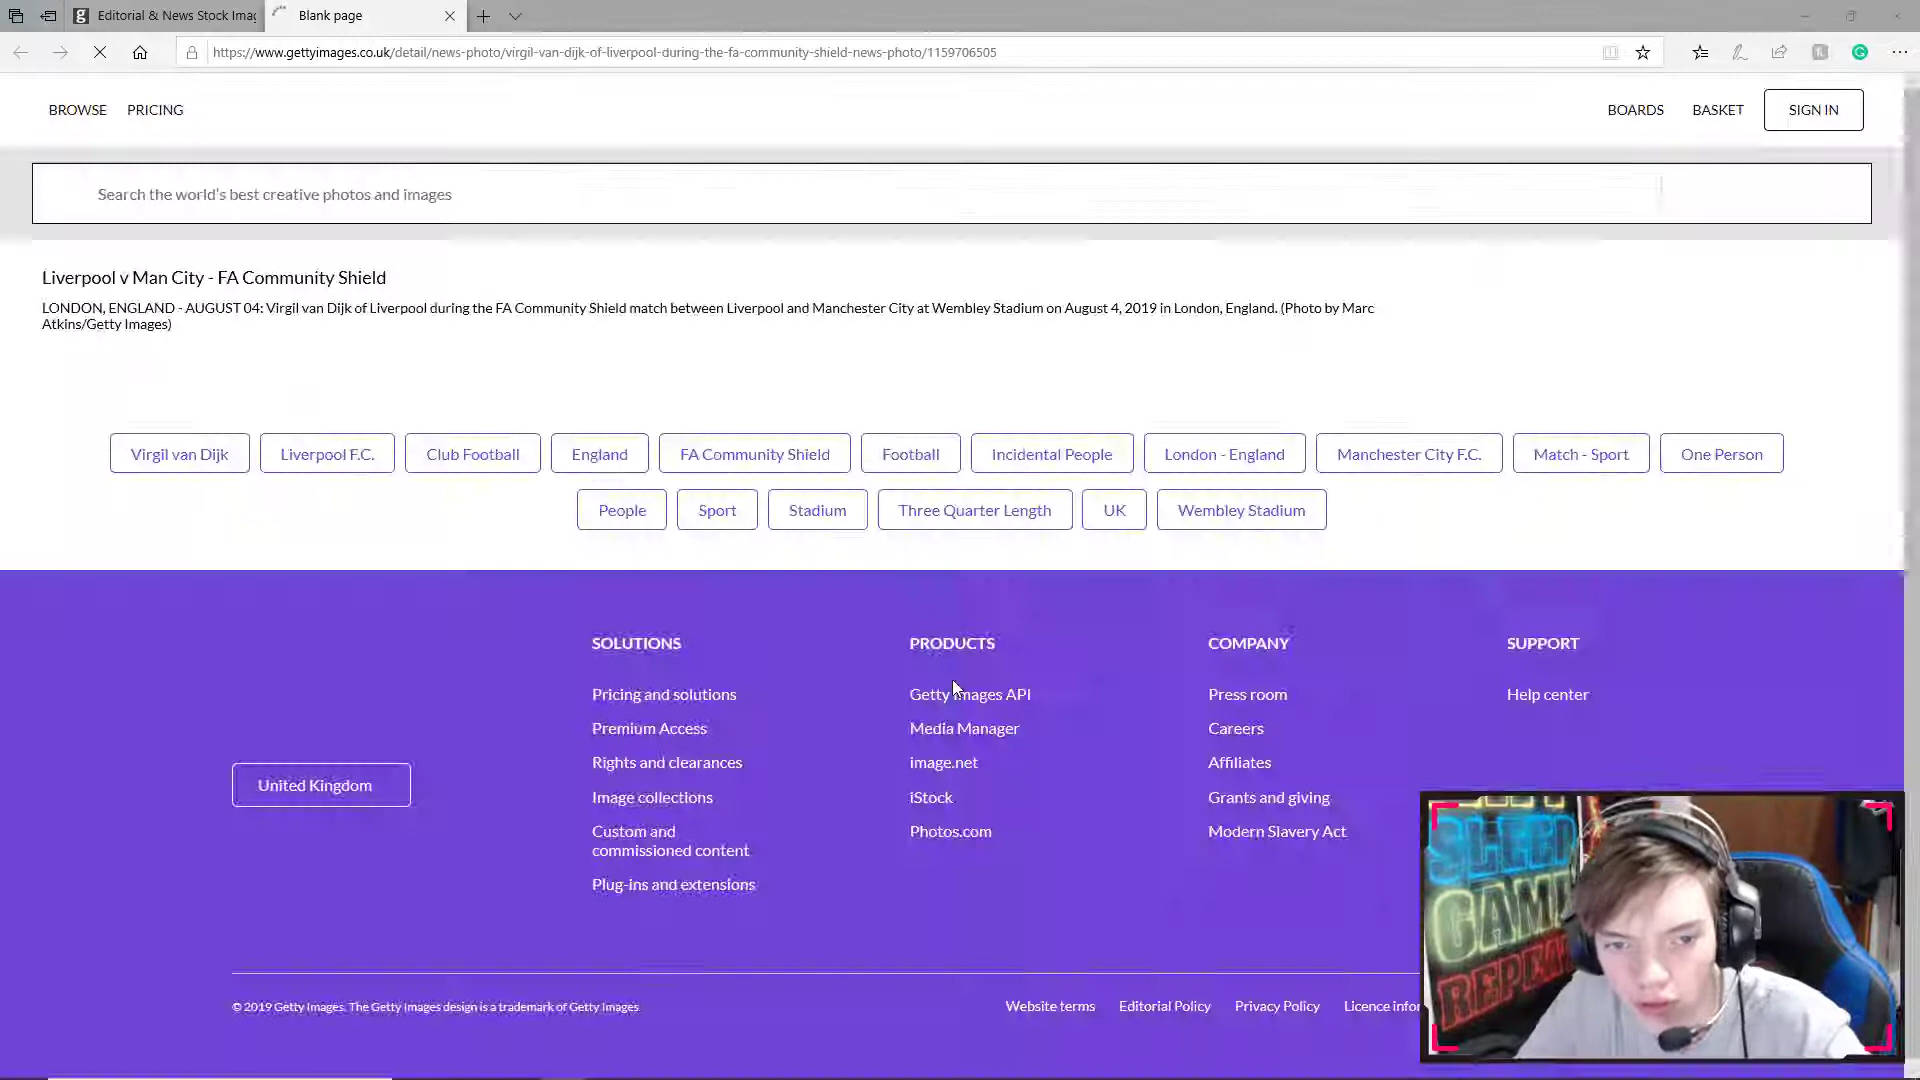 Editorial & News Stock Imag
Blank page
https://www.gettyimages.co.uk/detail/news-photo/virgil-van-dijk-of-liverpool-during-the-fa-community-shield-news-photo/1159706505
BROWSE PRICING BOARDS BASKET SIGN IN
Search the world's best creative photos and images
Liverpool v Man City - FA Community Shield
LONDON, ENGLAND - AUGUST 04: Virgil van Dijk of Liverpool during the FA Community Shield match between Liverpool and Manchester City at Wembley Stadium on August 4, 2019 in London, England. (Photo by Marc
Atkins/Getty Images)
Virgil van Dijk Liverpool F.C. Club Football England FA Community Shield Football Incidental People London - England Manchester City F.C. Match - Sport One Person
People Sport Stadium Three Quarter Length UK Wembley Stadium
SOLUTIONS
Pricing and solutions
Premium Access
Rights and clearances
Image collections
Custom and
commissioned content
Plug-ins and extensions
PRODUCTS
Getty Images API
Media Manager
image.net
iStock
Photos.com
COMPANY
Press room
Careers
Affiliates
Grants and giving
Modern Slavery Act
SUPPORT
Help center
United Kingdom
© 2019 Getty Images. The Getty Images design is a trademark of Getty Images
Website terms Editorial Policy Privacy Policy Licence infor
SLEEP
GAM
REPEAT